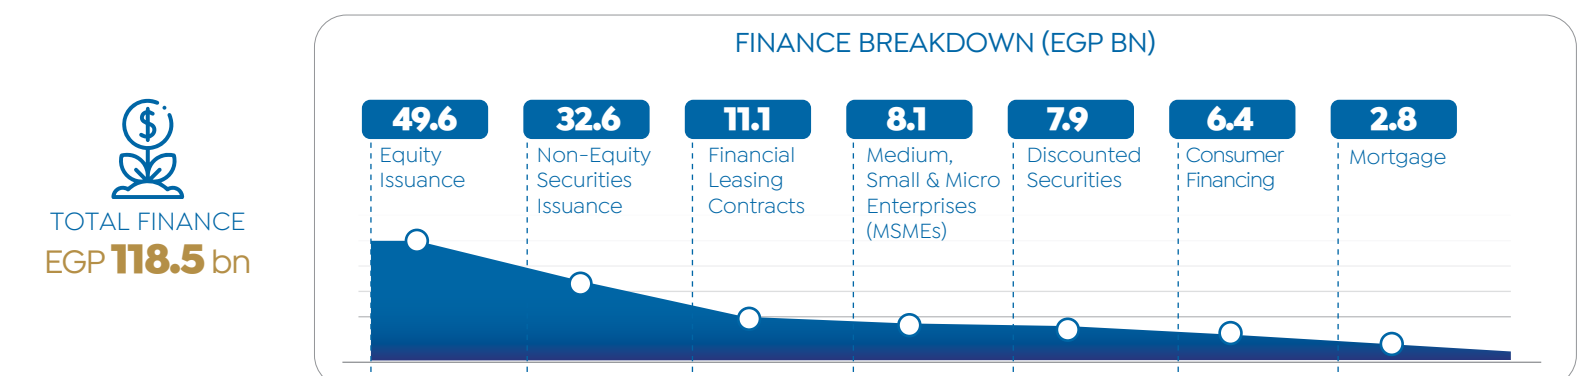 FINANCE BREAKDOWN (EGP BN)
TOTAL FINANCE
EGP 118.5 bn
49.6
Equity
Issuance
32.6
Non-Equity
Securities
Issuance
11.1
Financial
Leasing
Contracts
8.1
Medium,
Small & Micro
Enterprises
(MSMEs)
7.9
Discounted
Securities
6.4
Consumer
Financing
2.8
Mortgage